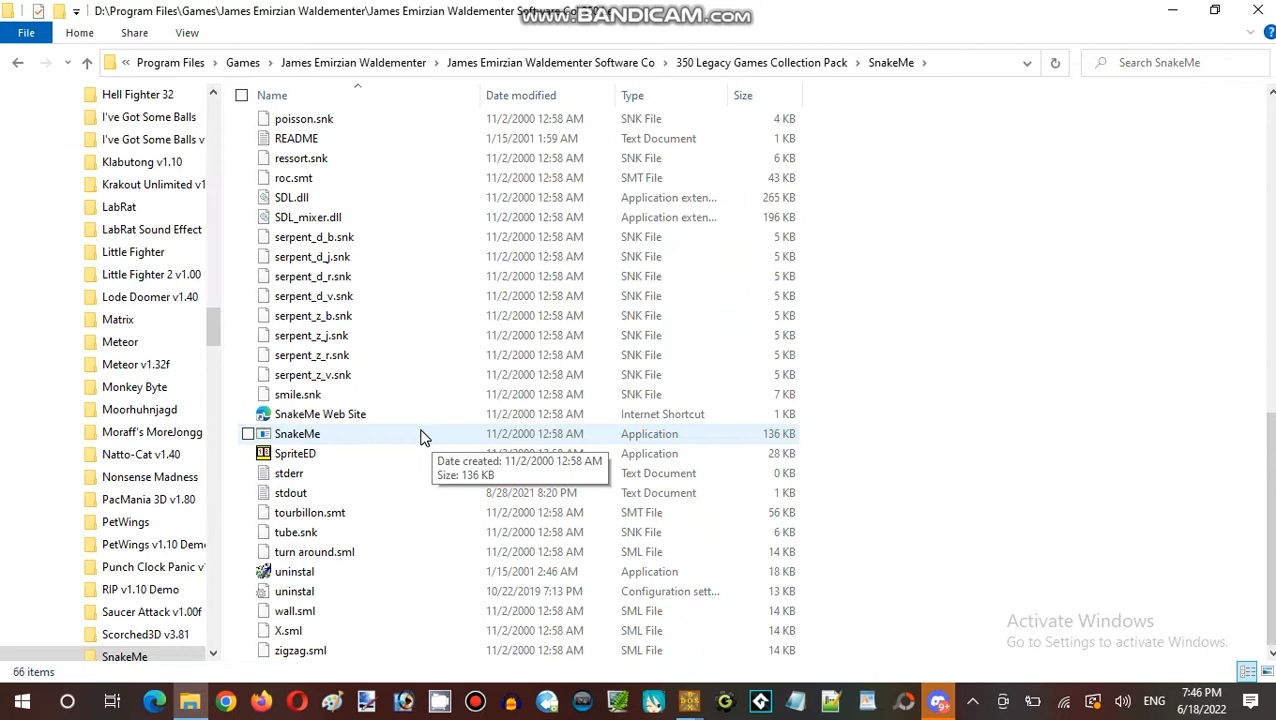 D:\Program Files\Games\James Emirzian Waldementer\James Emirzian Waldementer Software Co\350 Le
www.BANDICAM.com
File Home Share View
« Program Files > Games > James Emirzian Waldementer > James Emirzian Waldementer Software Co > 350 Legacy Games Collection Pack > SnakeMe >
Search SnakeMe
Hell Fighter 32
I've Got Some Balls
I've Got Some Balls v
Klabutong v1.10
Krakout Unlimited v1
LabRat
LabRat Sound Effect
Little Fighter
Little Fighter 2 v1.00
Lode Doomer v1.40
Matrix
Meteor
Meteor v1.32f
Monkey Byte
Moorhuhnjagd
Moraff's MoreJongg
Natto-Cat v1.40
Nonsense Madness
PacMania 3D v1.80
PetWings
PetWings v1.10 Demo
Punch Clock Panic v
RIP v1.10 Demo
Saucer Attack v1.00f
Scorched3D v3.81
SnakeMe
Name Date modified Type Size
poisson.snk 11/2/2000 12:58 AM SNK File 4 KB
README 1/15/2001 1:59 AM Text Document 1 KB
ressort.snk 11/2/2000 12:58 AM SNK File 6 KB
roc.smt 11/2/2000 12:58 AM SMT File 43 KB
SDL.dll 11/2/2000 12:58 AM Application exten... 265 KB
SDL_mixer.dll 11/2/2000 12:58 AM Application exten... 196 KB
serpent_d_b.snk 11/2/2000 12:58 AM SNK File 5 KB
serpent_d_j.snk 11/2/2000 12:58 AM SNK File 5 KB
serpent_d_r.snk 11/2/2000 12:58 AM SNK File 5 KB
serpent_d_v.snk 11/2/2000 12:58 AM SNK File 5 KB
serpent_z_b.snk 11/2/2000 12:58 AM SNK File 5 KB
serpent_z_j.snk 11/2/2000 12:58 AM SNK File 5 KB
serpent_z_r.snk 11/2/2000 12:58 AM SNK File 5 KB
serpent_z_v.snk 11/2/2000 12:58 AM SNK File 5 KB
smile.snk 11/2/2000 12:58 AM SNK File 7 KB
SnakeMe Web Site 11/2/2000 12:58 AM Internet Shortcut 1 KB
SnakeMe 11/2/2000 12:58 AM Application 136 KB
SpriteED Application 28 KB
Date created: 11/2/2000 12:58 AM
Size: 136 KB
stderr Text Document 0 KB
stdout 8/28/2021 8:20 PM Text Document 1 KB
tourbillon.smt 11/2/2000 12:58 AM SMT File 56 KB
tube.snk 11/2/2000 12:58 AM SNK File 6 KB
turn around.sml 11/2/2000 12:58 AM SML File 14 KB
uninstal 1/15/2001 2:46 AM Application 18 KB
uninstal 10/22/2019 7:13 PM Configuration sett... 13 KB
wall.sml 11/2/2000 12:58 AM SML File 14 KB
X.sml 11/2/2000 12:58 AM SML File 14 KB
zigzag.sml 11/2/2000 12:58 AM SML File 14 KB
Activate Windows
Go to Settings to activate Windows.
66 items
9+
ENG
7:46 PM
6/18/2022